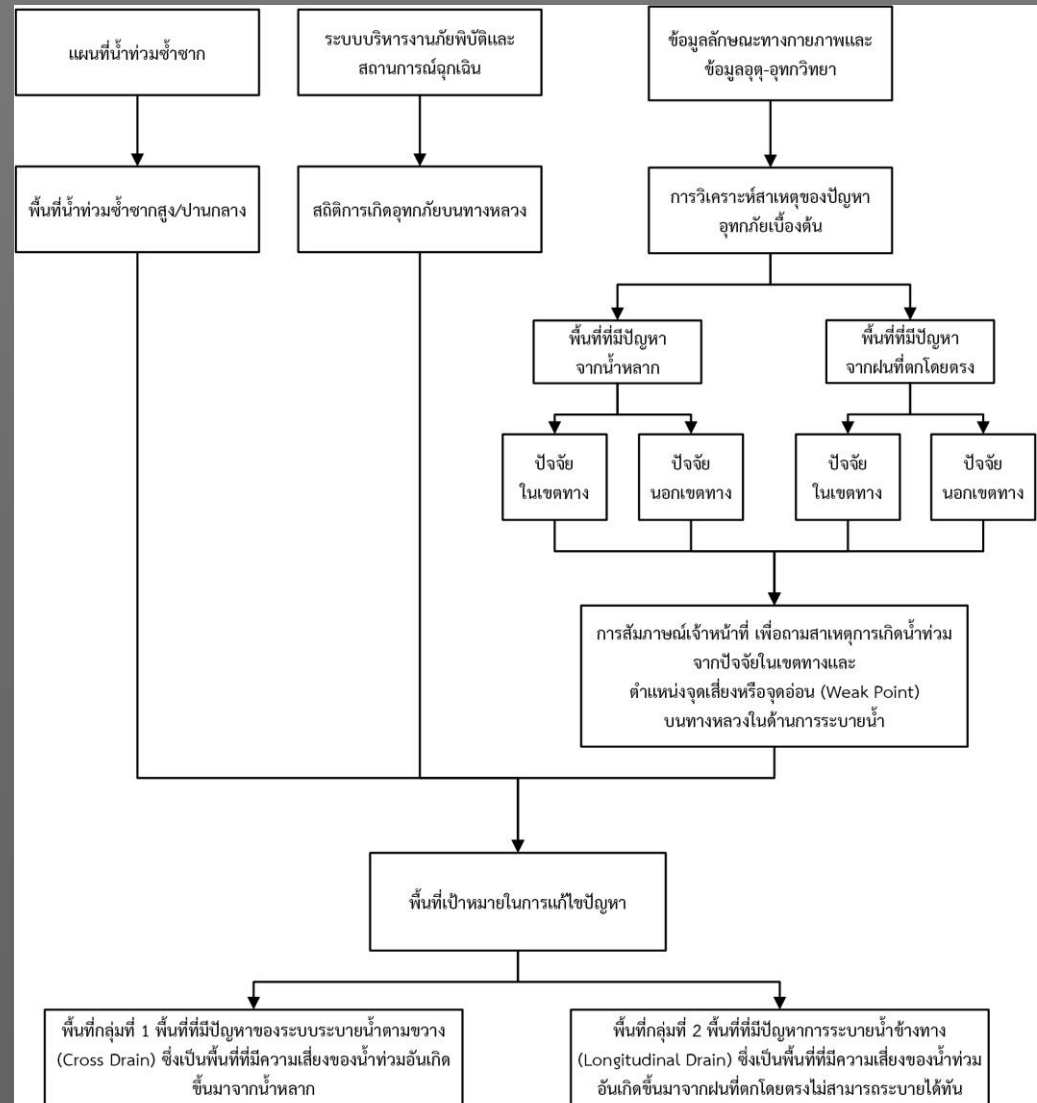 แผนที่น้ำท่วมซ้ำซาก
ระบบบริหารงานภัยพิบัติและ
สถานการณ์ฉุกเฉิน
ข้อมูลลักษณะทางกายภาพและ
ข้อมูลอุตุ-อุทกวิทยา
พื้นที่น้ำท่วมซ้ำซากสูง/ปานกลาง
สถิติการเกิดอุทกภัยบนทางหลวง
การวิเคราะห์สาเหตุของปัญหา
อุทกภัยเบื้องต้น
พื้นที่ที่มีปัญหา
จากน้ำหลาก
พื้นที่ที่มีปัญหา
จากฝนที่ตกโดยตรง
ปัจจัย
ในเขตทาง
ปัจจัย
นอกเขตทาง
ปัจจัย
ในเขตทาง
ปัจจัย
นอกเขตทาง
การสัมภาษณ์เจ้าหน้าที่ เพื่อถามสาเหตุการเกิดน้ำท่วม
จากปัจจัยในเขตทางและ
ตำแหน่งจุดเสี่ยงหรือจุดอ่อน (Weak Point)
บนทางหลวงในด้านการระบายน้ำ
พื้นที่เป้าหมายในการแก้ไขปัญหา
พื้นที่กลุ่มที่ 1 พื้นที่ที่มีปัญหาของระบบระบายน้ำตามขวาง
(Cross Drain) ซึ่งเป็นพื้นที่ที่มีความเสี่ยงของน้ำท่วมอันเกิด
ขึ้นมาจากน้ำหลาก
พื้นที่กลุ่มที่ 2 พื้นที่ที่มีปัญหาการระบายน้ำข้างทาง
(Longitudinal Drain) ซึ่งเป็นพื้นที่ที่มีความเสี่ยงของน้ำท่วม
อันเกิดขึ้นมาจากฝนที่ตกโดยตรงไม่สามารถระบายได้ทัน